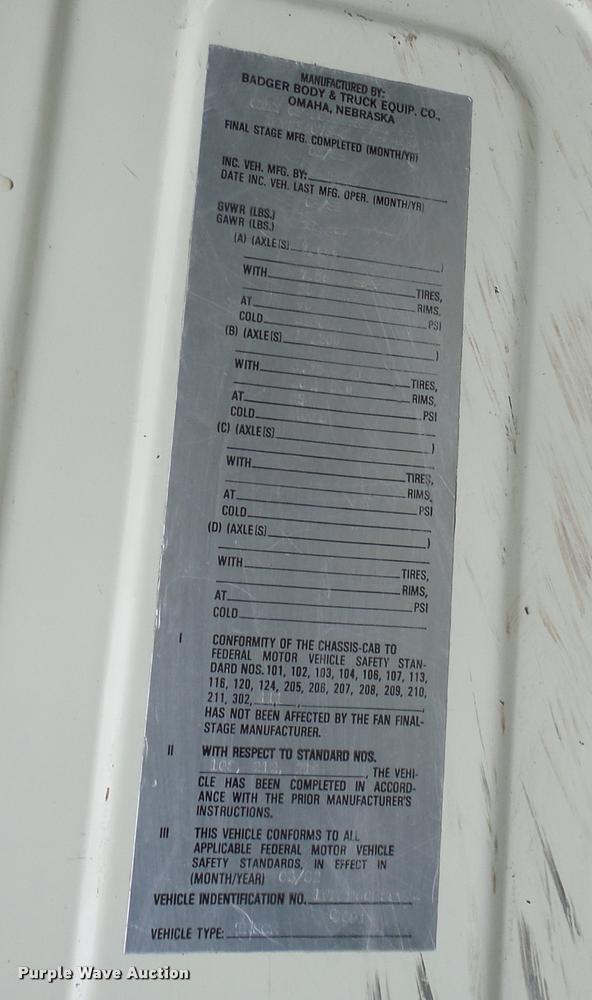 MANUFACTURED BY:
BADGER BODY & TRUCK EQUIP. CO.,
OMAHA, NEBRASKA
FINAL STAGE MFG. COMPLETED (MONTH/YR)
INC. VEH. MFG. BY:
DATE INC. VEH. LAST MFG. OPER. (MONTH/YR)
GVWR (LBS.)
GAWR (LBS.)
(A) (AXLE[S] )
WITH TIRES,
RIMS,
AT PSI
COLD
(B) (AXLE[S] )
WITH TIRES,
RIMS,
AT PSI
COLD
(C) (AXLE[S] )
WITH TIRES,
RIMS,
AT PSI
COLD
(D) (AXLE[S] )
WITH TIRES,
RIMS,
AT PSI
COLD
I CONFORMITY OF THE CHASSIS-CAB TO
FEDERAL MOTOR VEHICLE SAFETY STAN-
DARD NOS. 101, 102, 103, 104, 106, 107, 113,
116, 120, 124, 205, 206, 207, 208, 209, 210,
211, 302, , ,
HAS NOT BEEN AFFECTED BY THE FAN FINAL-
STAGE MANUFACTURER.
II WITH RESPECT TO STANDARD NOS.
, THE VEHI-
CLE HAS BEEN COMPLETED IN ACCORD-
ANCE WITH THE PRIOR MANUFACTURER'S
INSTRUCTIONS.
III THIS VEHICLE CONFORMS TO ALL
APPLICABLE FEDERAL MOTOR VEHICLE
SAFETY STANDARDS, IN EFFECT IN
(MONTH/YEAR)
VEHICLE INDENTIFICATION NO.
VEHICLE TYPE:
Purple Wave Auction